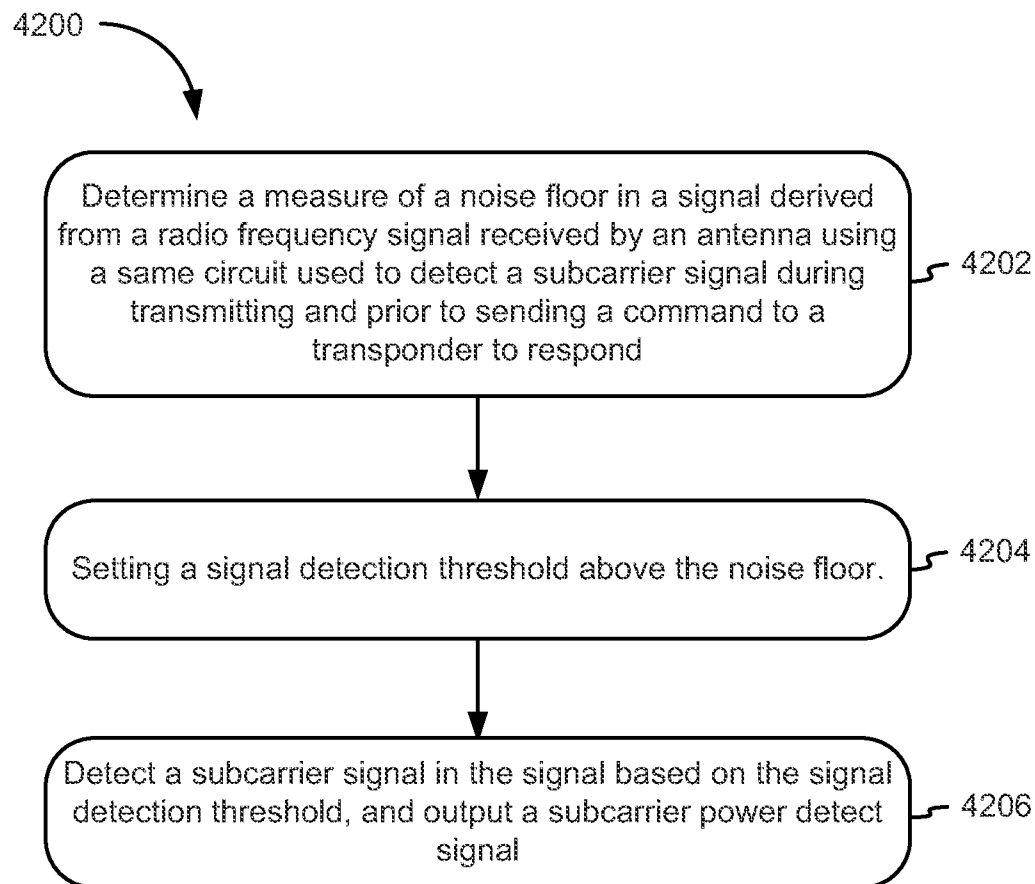 4200
Determine a measure of a noise floor in a signal derived
from a radio frequency signal received by an antenna using
a same circuit used to detect a subcarrier signal during
transmitting and prior to sending a command to a
transponder to respond
4202
Setting a signal detection threshold above the noise floor.
4204
Detect a subcarrier signal in the signal based on the signal
detection threshold, and output a subcarrier power detect
signal
4206